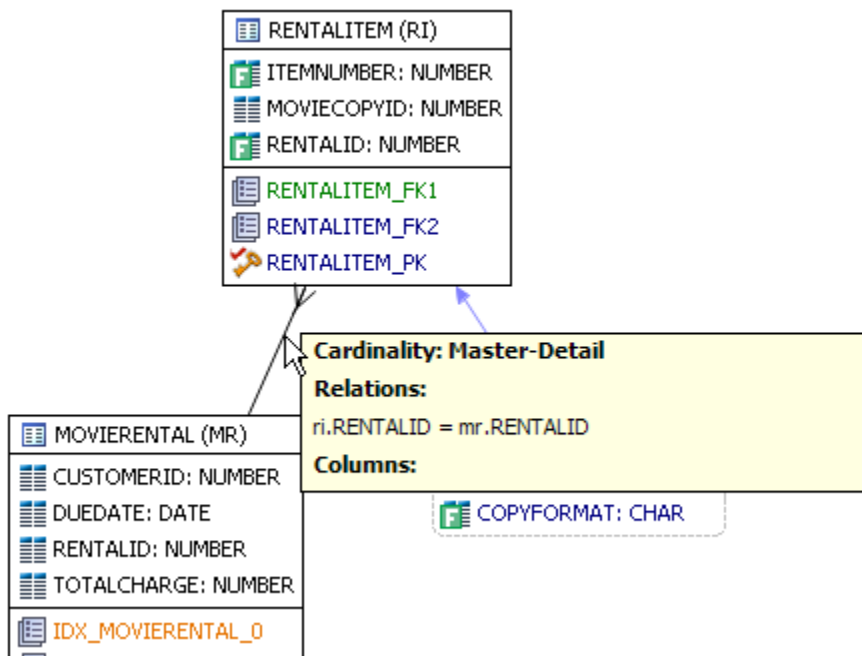 RENTALITEM (RI)
ITEMNUMBER: NUMBER
MOVIECOPYID: NUMBER
RENTALID: NUMBER
RENTALITEM_FK1
RENTALITEM_FK2
RENTALITEM_PK
Cardinality: Master-Detail
Relations:
ri.RENTALID = mr.RENTALID
Columns:
MOVIERENTAL (MR)
CUSTOMERID: NUMBER
DUEDATE: DATE
RENTALID: NUMBER
TOTALCHARGE: NUMBER
IDX_MOVIERENTAL_0
COPYFORMAT: CHAR